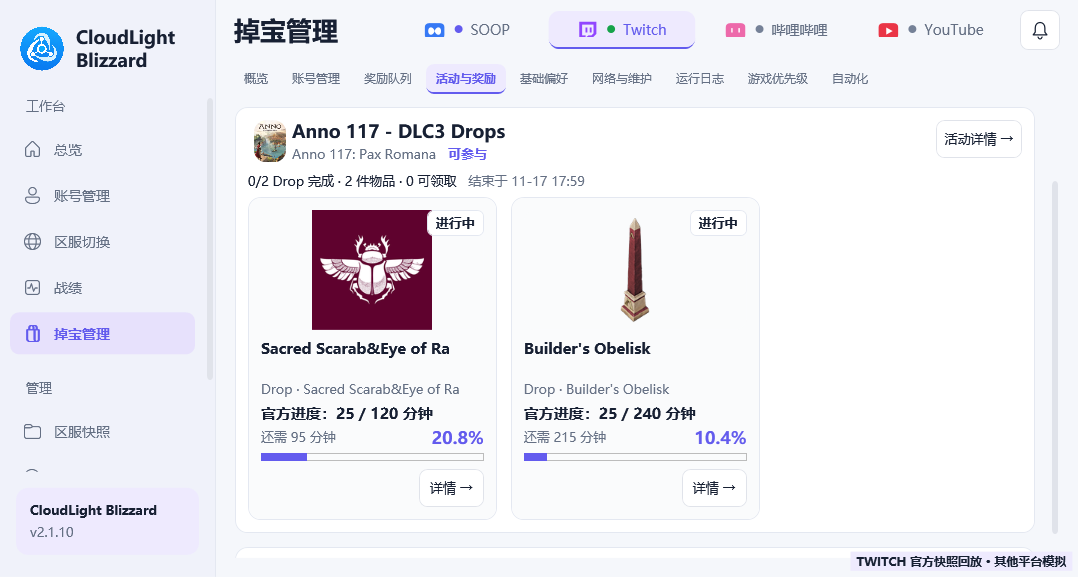 CloudLight
Blizzard
工作台
总览
账号管理
区服切换
战绩
掉宝管理
管理
区服快照
CloudLight Blizzard
v2.1.10
掉宝管理
SOOP
Twitch
哔哩哔哩
YouTube
概览 账号管理 奖励队列 活动与奖励 基础偏好 网络与维护 运行日志 游戏优先级 自动化
ANNO
Anno 117 - DLC3 Drops
Anno 117: Pax Romana 可参与
活动详情 →
0/2 Drop 完成 · 2 件物品 · 0 可领取 结束于 11-17 17:59
进行中
Sacred Scarab&Eye of Ra
Drop · Sacred Scarab&Eye of Ra
官方进度：25 / 120 分钟
还需 95 分钟 20.8%
详情 →
进行中
Builder's Obelisk
Drop · Builder's Obelisk
官方进度：25 / 240 分钟
还需 215 分钟 10.4%
详情 →
TWITCH 官方快照回放 • 其他平台模拟